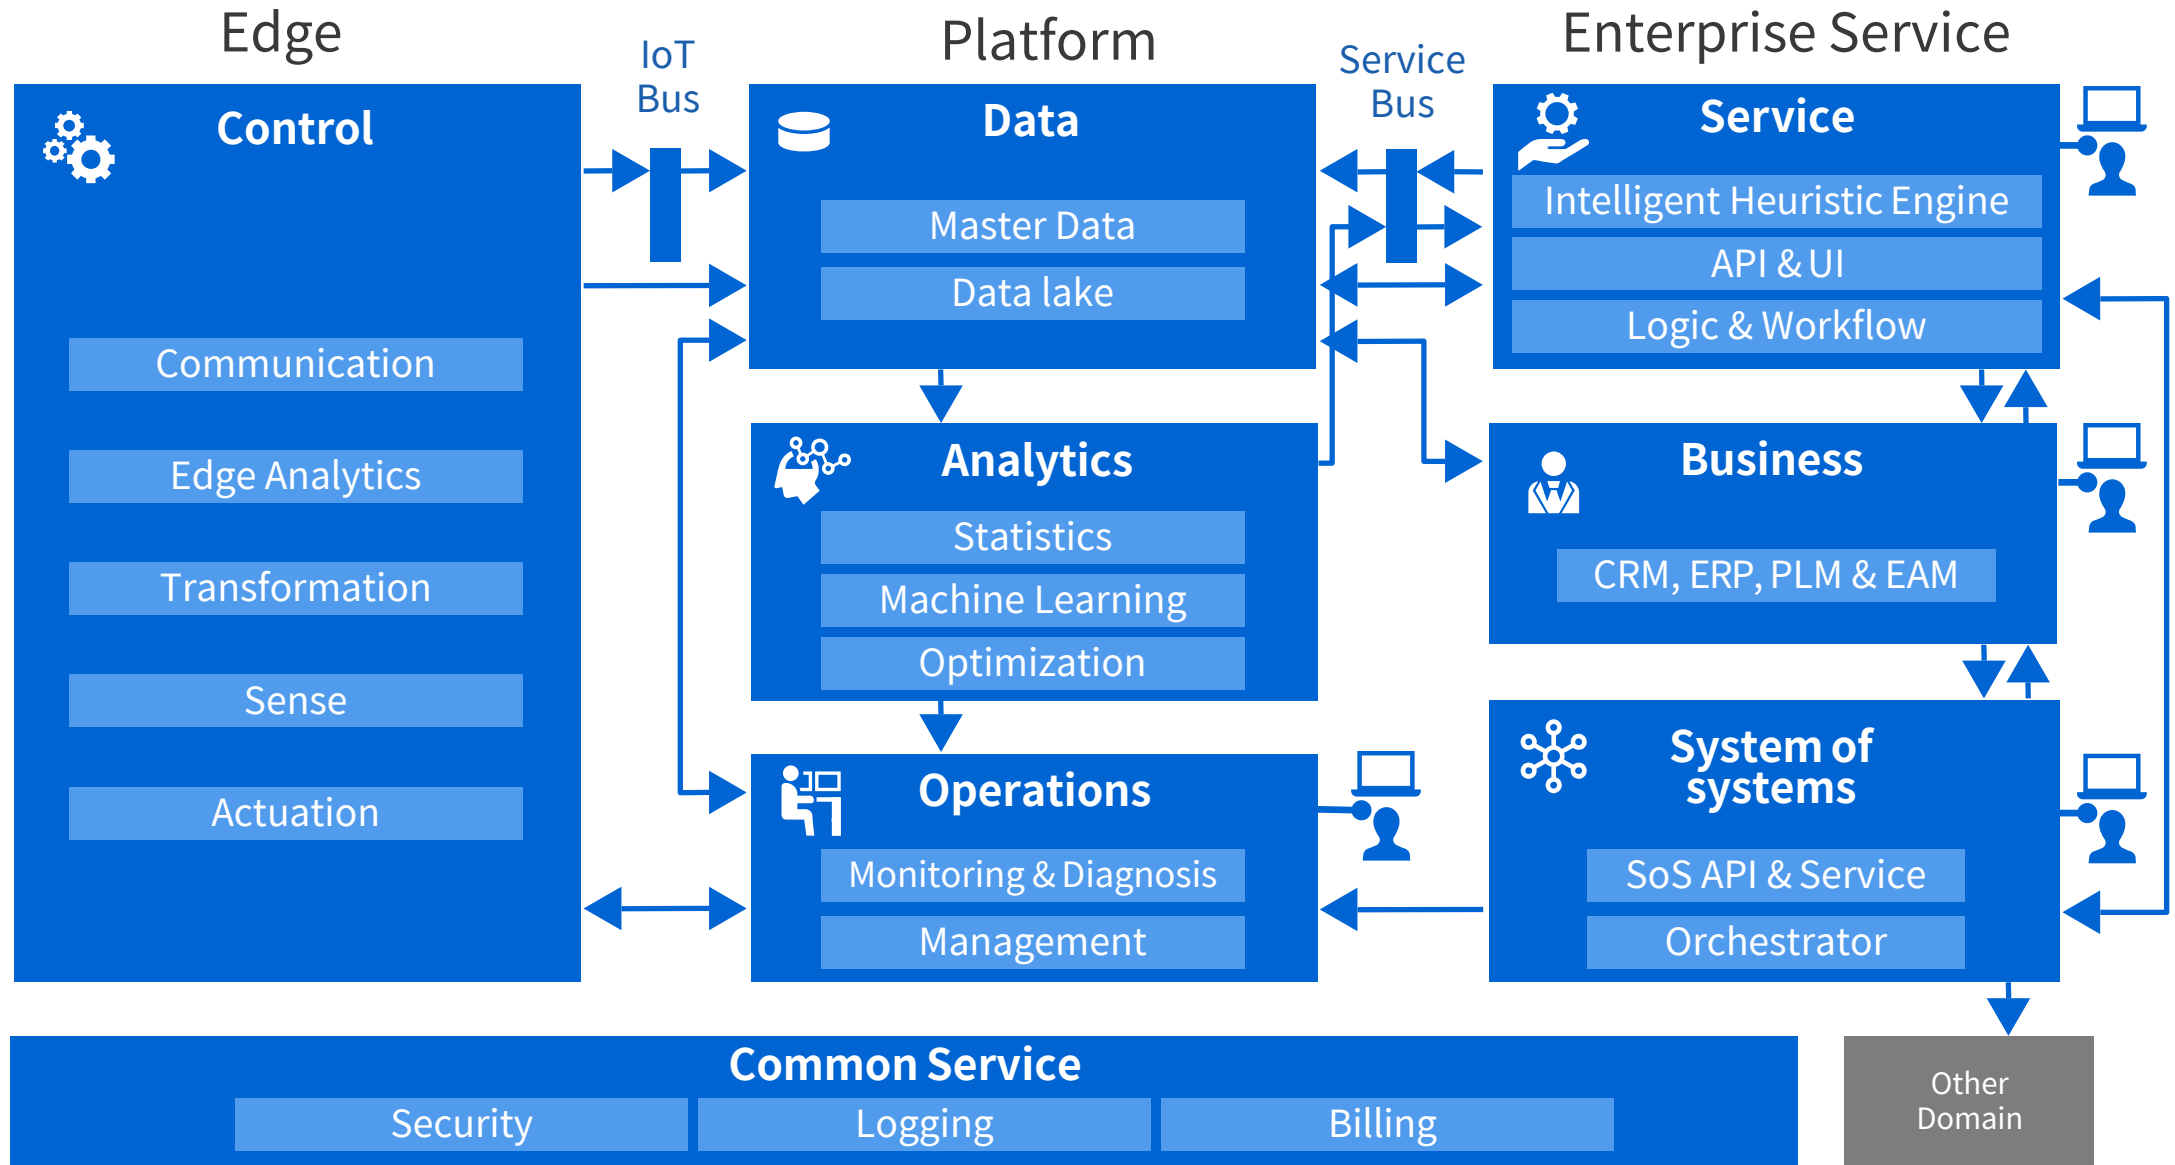 Edge
IoT
Bus
Platform
Service
Bus
Enterprise Service
Control
Communication
Edge Analytics
Transformation
Sense
Actuation
Data
Master Data
Data lake
Analytics
Statistics
Machine Learning
Optimization
Operations
Monitoring & Diagnosis
Management
Service
Intelligent Heuristic Engine
API & UI
Logic & Workflow
Business
CRM, ERP, PLM & EAM
System of
systems
SoS API & Service
Orchestrator
Common Service
Security
Logging
Billing
Other
Domain